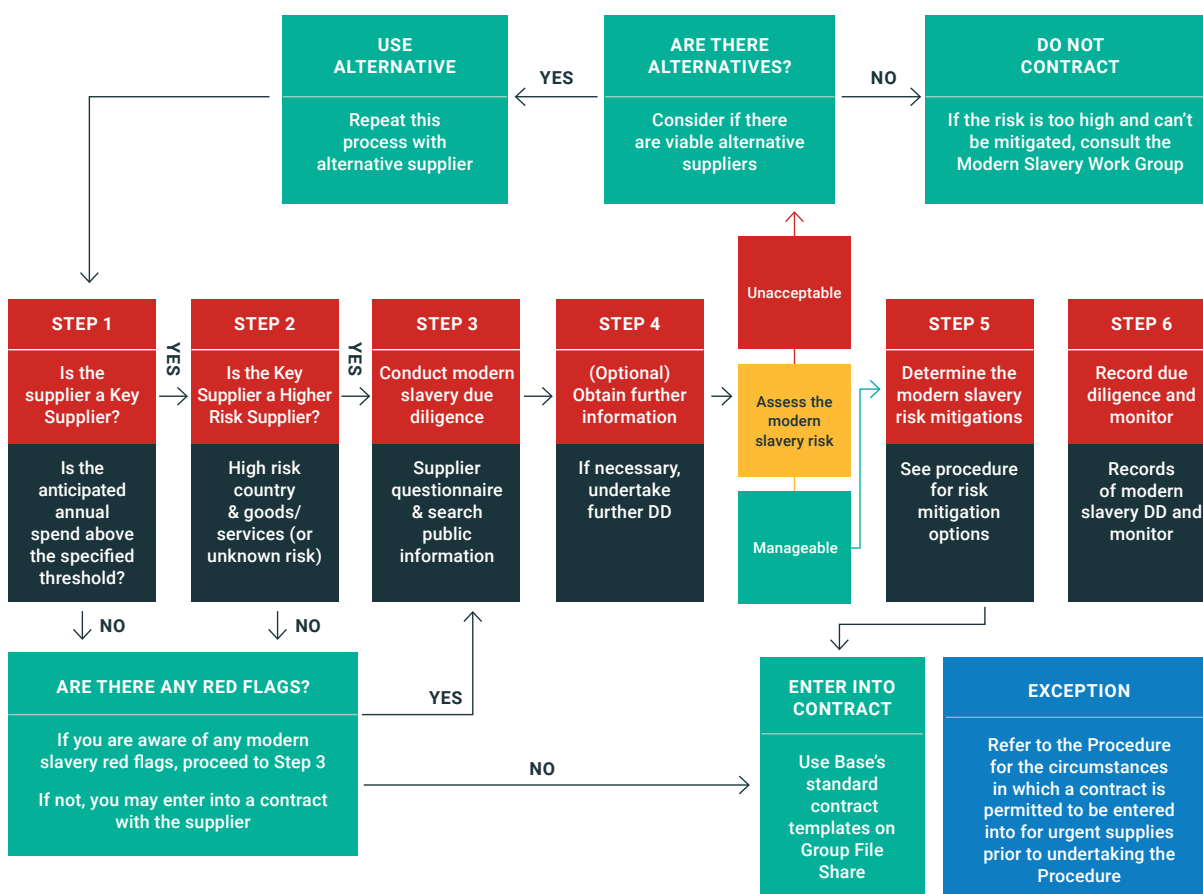 USE
ALTERNATIVE
Repeat this
process with
alternative supplier
YES
ARE THERE
ALTERNATIVES?
Consider if there
are viable alternative
suppliers
NO
DO NOT
CONTRACT
If the risk is too high and can't
be mitigated, consult the
Modern Slavery Work Group
STEP 1
Is the
supplier a Key
Supplier?
Is the
anticipated
annual
spend above
the specified
threshold?
YES
STEP 2
Is the Key
Supplier a Higher
Risk Supplier?
High risk
country
& goods/
services (or
unknown risk)
YES
STEP 3
Conduct modern
slavery due
diligence
Supplier
questionnaire
& search
public
information
STEP 4
(Optional)
Obtain further
information
If necessary,
undertake
further DD
Unacceptable
Assess the
modern
slavery risk
Manageable
STEP 5
Determine the
modern slavery
risk mitigations
See procedure
for risk
mitigation
options
STEP 6
Record due
diligence and
monitor
Records
of modern
slavery DD and
monitor
NO
NO
ARE THERE ANY RED FLAGS?
If you are aware of any modern
slavery red flags, proceed to Step 3
If not, you may enter into a contract
with the supplier
YES
NO
ENTER INTO
CONTRACT
Use Base's
standard
contract
templates on
Group File
Share
EXCEPTION
Refer to the Procedure
for the circumstances
in which a contract is
permitted to be entered
into for urgent supplies
prior to undertaking the
Procedure